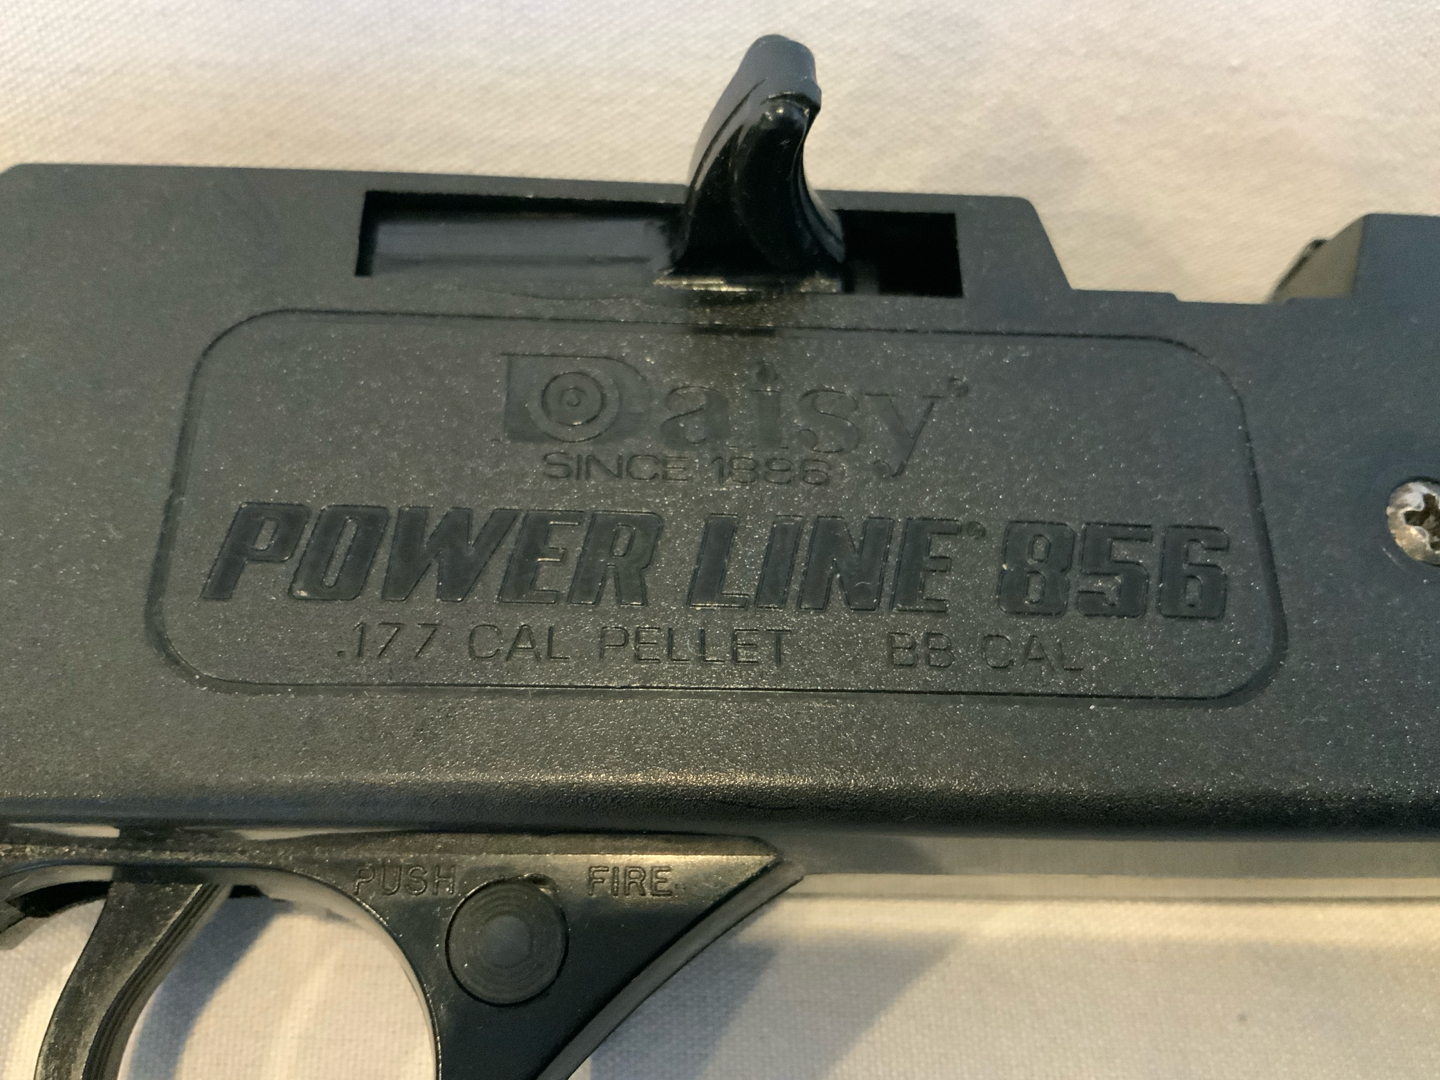 Daisy®
SINCE 1886
POWER LINE® 856
.177 CAL PELLET BB CAL
PUSH FIRE